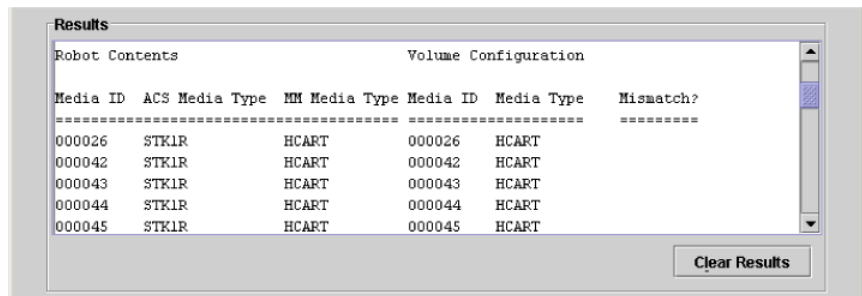 Results
Robot Contents Volume Configuration
Media ID ACS Media Type MM Media Type Media ID Media Type Mismatch?
======================================= ==================== =========
000026 STK1R HCART 000026 HCART
000042 STK1R HCART 000042 HCART
000043 STK1R HCART 000043 HCART
000044 STK1R HCART 000044 HCART
000045 STK1R HCART 000045 HCART
Clear Results